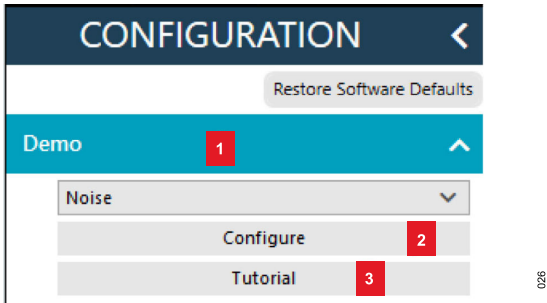 CONFIGURATION <
Restore Software Defaults
Demo 1
Noise
Configure 2
Tutorial 3
026